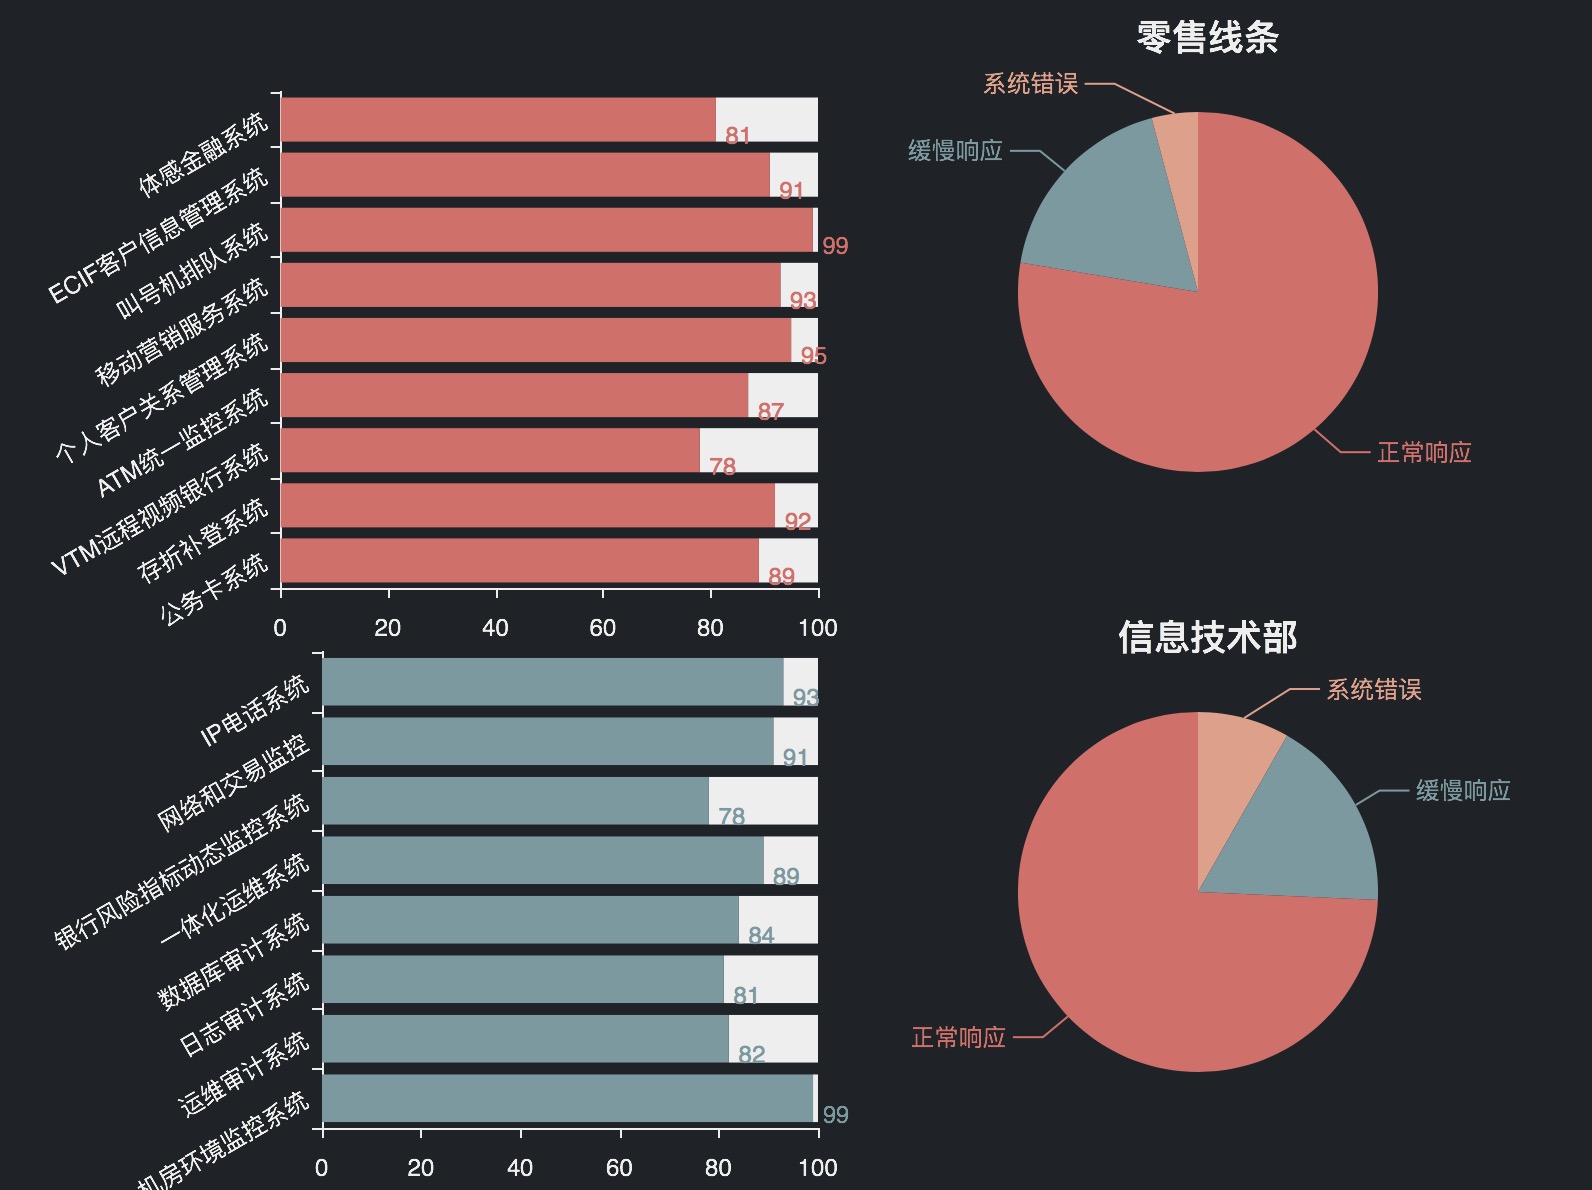 零售线条
系统错误
缓慢响应
正常响应
体感金融系统
81
ECIF客户信息管理系统
91
叫号机排队系统
99
移动营销服务系统
93
个人客户关系管理系统
95
ATM统一监控系统
87
VTM远程视频银行系统
78
存折补登系统
92
公务卡系统
89
0 20 40 60 80 100
信息技术部
系统错误
缓慢响应
正常响应
IP电话系统
93
网络和交易监控
91
银行风险指标动态监控系统
78
一体化运维系统
89
数据库审计系统
84
日志审计系统
81
运维审计系统
82
机房环境监控系统
99
0 20 40 60 80 100